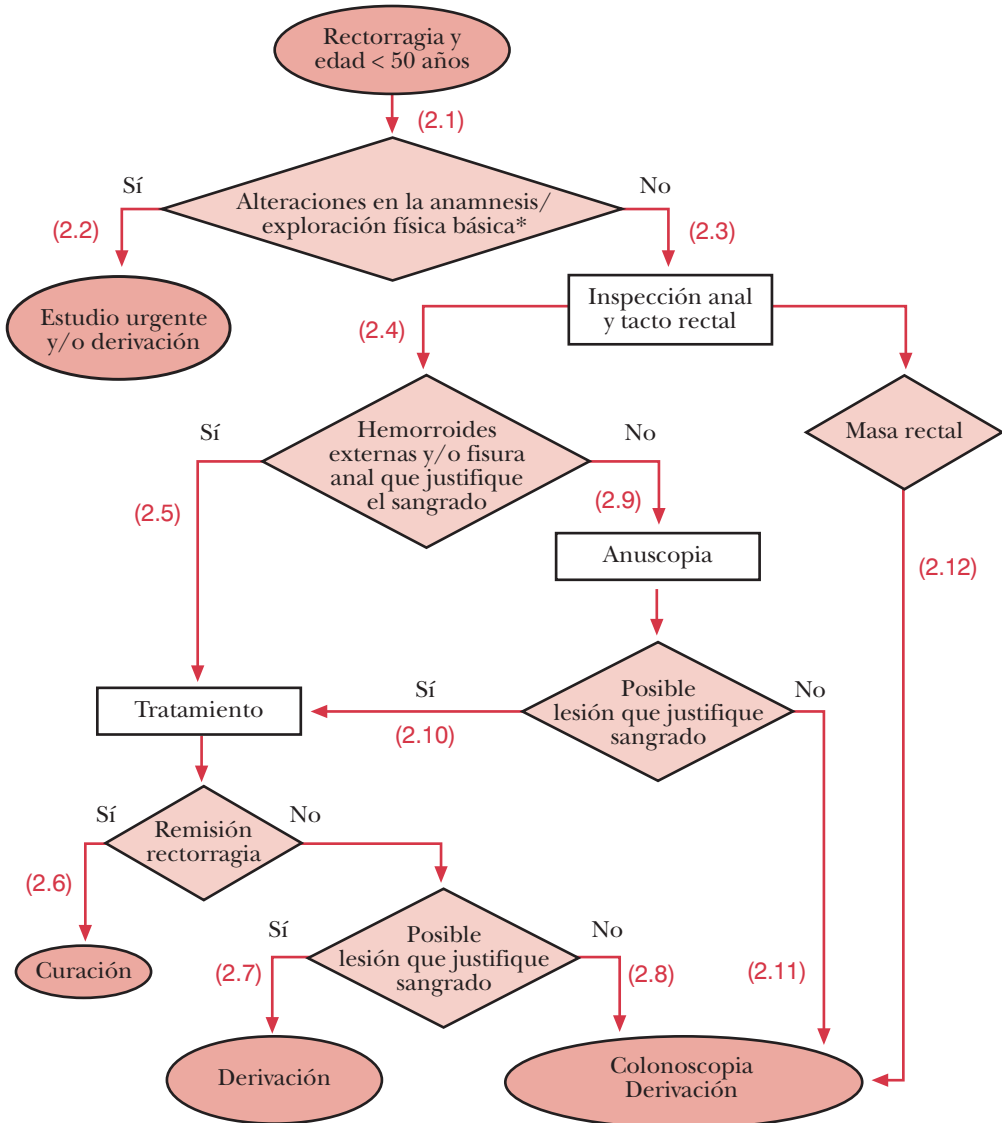 Rectorragia y
edad < 50 años
(2.1)
Sí
No
Alteraciones en la anamnesis/
exploración física básica*
(2.2)
(2.3)
Estudio urgente
y/o derivación
Inspección anal
y tacto rectal
(2.4)
Sí
Hemorroides
externas y/o fisura
anal que justifique
el sangrado
No
Masa rectal
(2.5)
(2.9)
Anuscopia
(2.12)
Tratamiento
Sí
(2.10)
Posible
lesión que justifique
sangrado
No
Sí
Remisión
rectorragia
No
(2.6)
Curación
Sí
Posible
lesión que justifique
sangrado
No
(2.7)
(2.8)
(2.11)
Derivación
Colonoscopia
Derivación